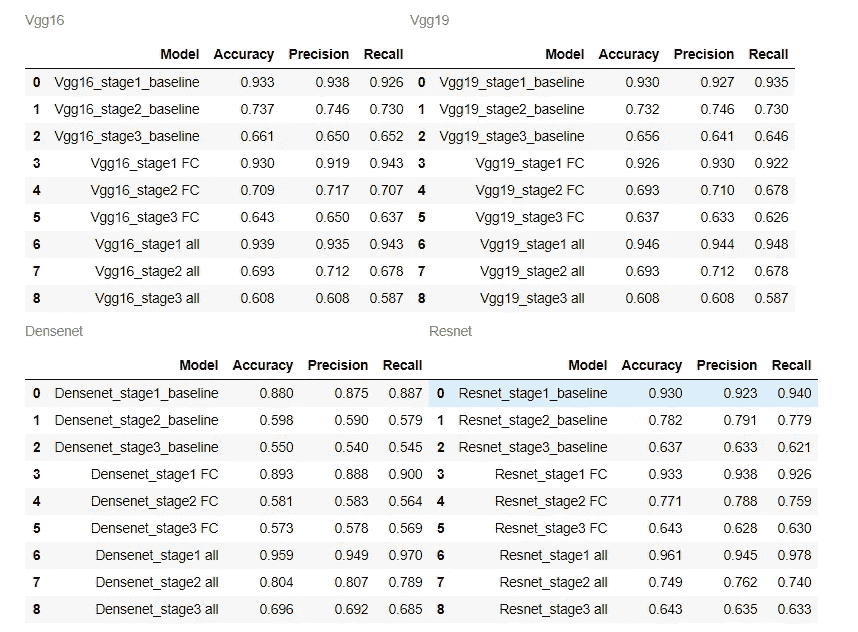 Vgg16
Model Accuracy Precision Recall
0 Vgg16_stage1_baseline 0.933 0.938 0.926
1 Vgg16_stage2_baseline 0.737 0.746 0.730
2 Vgg16_stage3_baseline 0.661 0.650 0.652
3 Vgg16_stage1 FC 0.930 0.919 0.943
4 Vgg16_stage2 FC 0.709 0.717 0.707
5 Vgg16_stage3 FC 0.643 0.650 0.637
6 Vgg16_stage1 all 0.939 0.935 0.943
7 Vgg16_stage2 all 0.693 0.712 0.678
8 Vgg16_stage3 all 0.608 0.608 0.587
Vgg19
Model Accuracy Precision Recall
0 Vgg19_stage1_baseline 0.930 0.927 0.935
1 Vgg19_stage2_baseline 0.732 0.746 0.730
2 Vgg19_stage3_baseline 0.656 0.641 0.646
3 Vgg19_stage1 FC 0.926 0.930 0.922
4 Vgg19_stage2 FC 0.693 0.710 0.678
5 Vgg19_stage3 FC 0.637 0.633 0.626
6 Vgg19_stage1 all 0.946 0.944 0.948
7 Vgg19_stage2 all 0.693 0.712 0.678
8 Vgg19_stage3 all 0.608 0.608 0.587
Densenet
Model Accuracy Precision Recall
0 Densenet_stage1_baseline 0.880 0.875 0.887
1 Densenet_stage2_baseline 0.598 0.590 0.579
2 Densenet_stage3_baseline 0.550 0.540 0.545
3 Densenet_stage1 FC 0.893 0.888 0.900
4 Densenet_stage2 FC 0.581 0.583 0.564
5 Densenet_stage3 FC 0.573 0.578 0.569
6 Densenet_stage1 all 0.959 0.949 0.970
7 Densenet_stage2 all 0.804 0.807 0.789
8 Densenet_stage3 all 0.696 0.692 0.685
Resnet
Model Accuracy Precision Recall
0 Resnet_stage1_baseline 0.930 0.923 0.940
1 Resnet_stage2_baseline 0.782 0.791 0.779
2 Resnet_stage3_baseline 0.637 0.633 0.621
3 Resnet_stage1 FC 0.933 0.938 0.926
4 Resnet_stage2 FC 0.771 0.788 0.759
5 Resnet_stage3 FC 0.643 0.628 0.630
6 Resnet_stage1 all 0.961 0.945 0.978
7 Resnet_stage2 all 0.749 0.762 0.740
8 Resnet_stage3 all 0.643 0.635 0.633